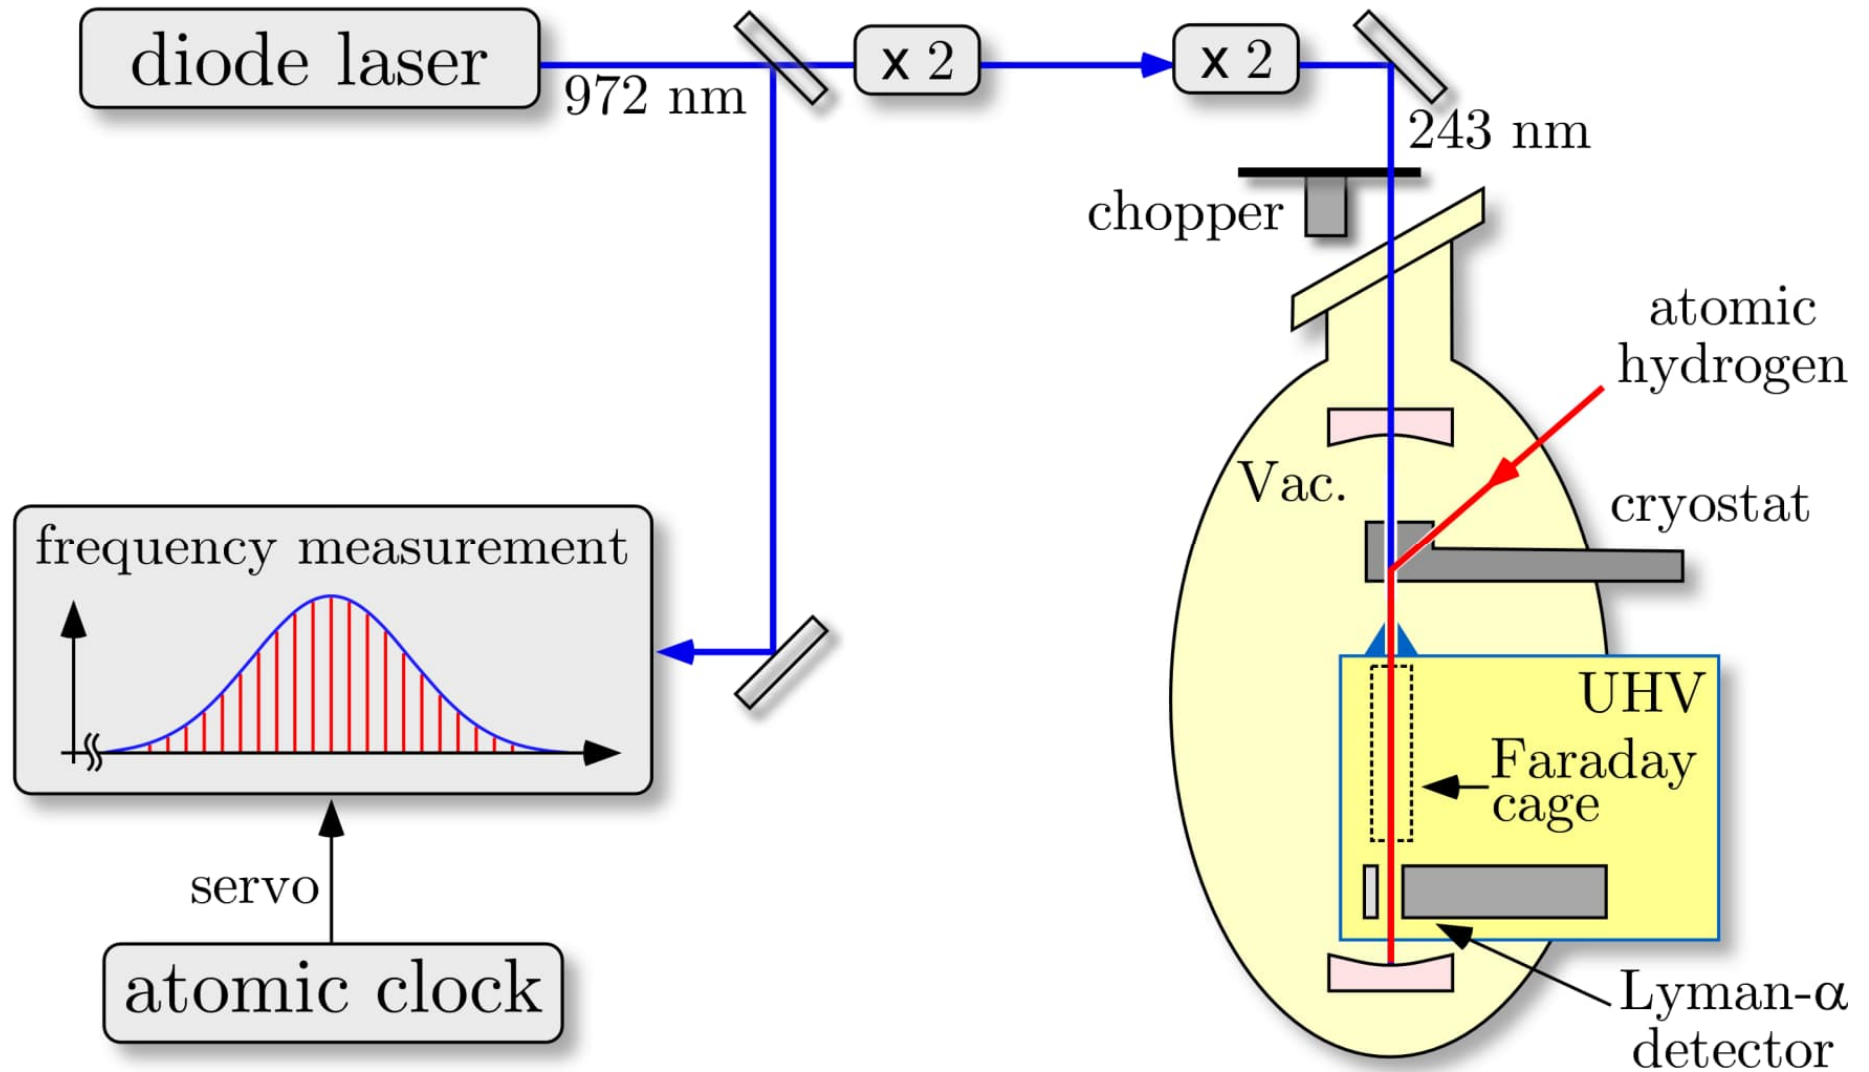 diode laser
972 nm
x 2
x 2
243 nm
chopper
atomic
hydrogen
Vac.
cryostat
frequency measurement
UHV
Faraday
cage
servo
atomic clock
Lyman-α
detector